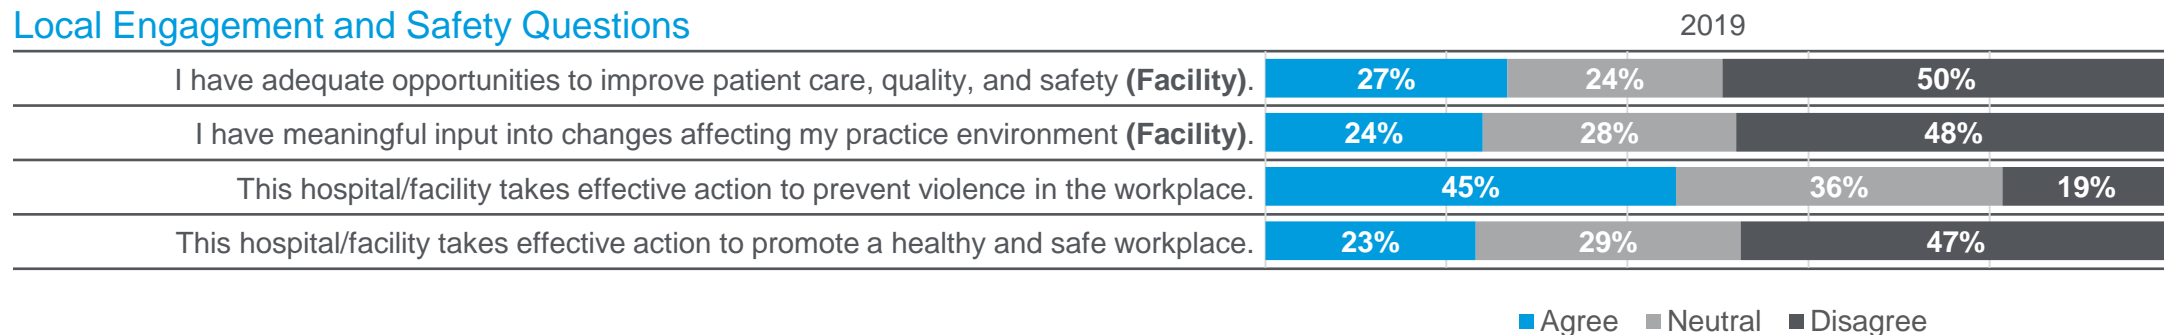 Local Engagement and Safety Questions 2019
I have adequate opportunities to improve patient care, quality, and safety (Facility). 27% 24% 50%
I have meaningful input into changes affecting my practice environment (Facility). 24% 28% 48%
This hospital/facility takes effective action to prevent violence in the workplace. 45% 36% 19%
This hospital/facility takes effective action to promote a healthy and safe workplace. 23% 29% 47%
Agree Neutral Disagree